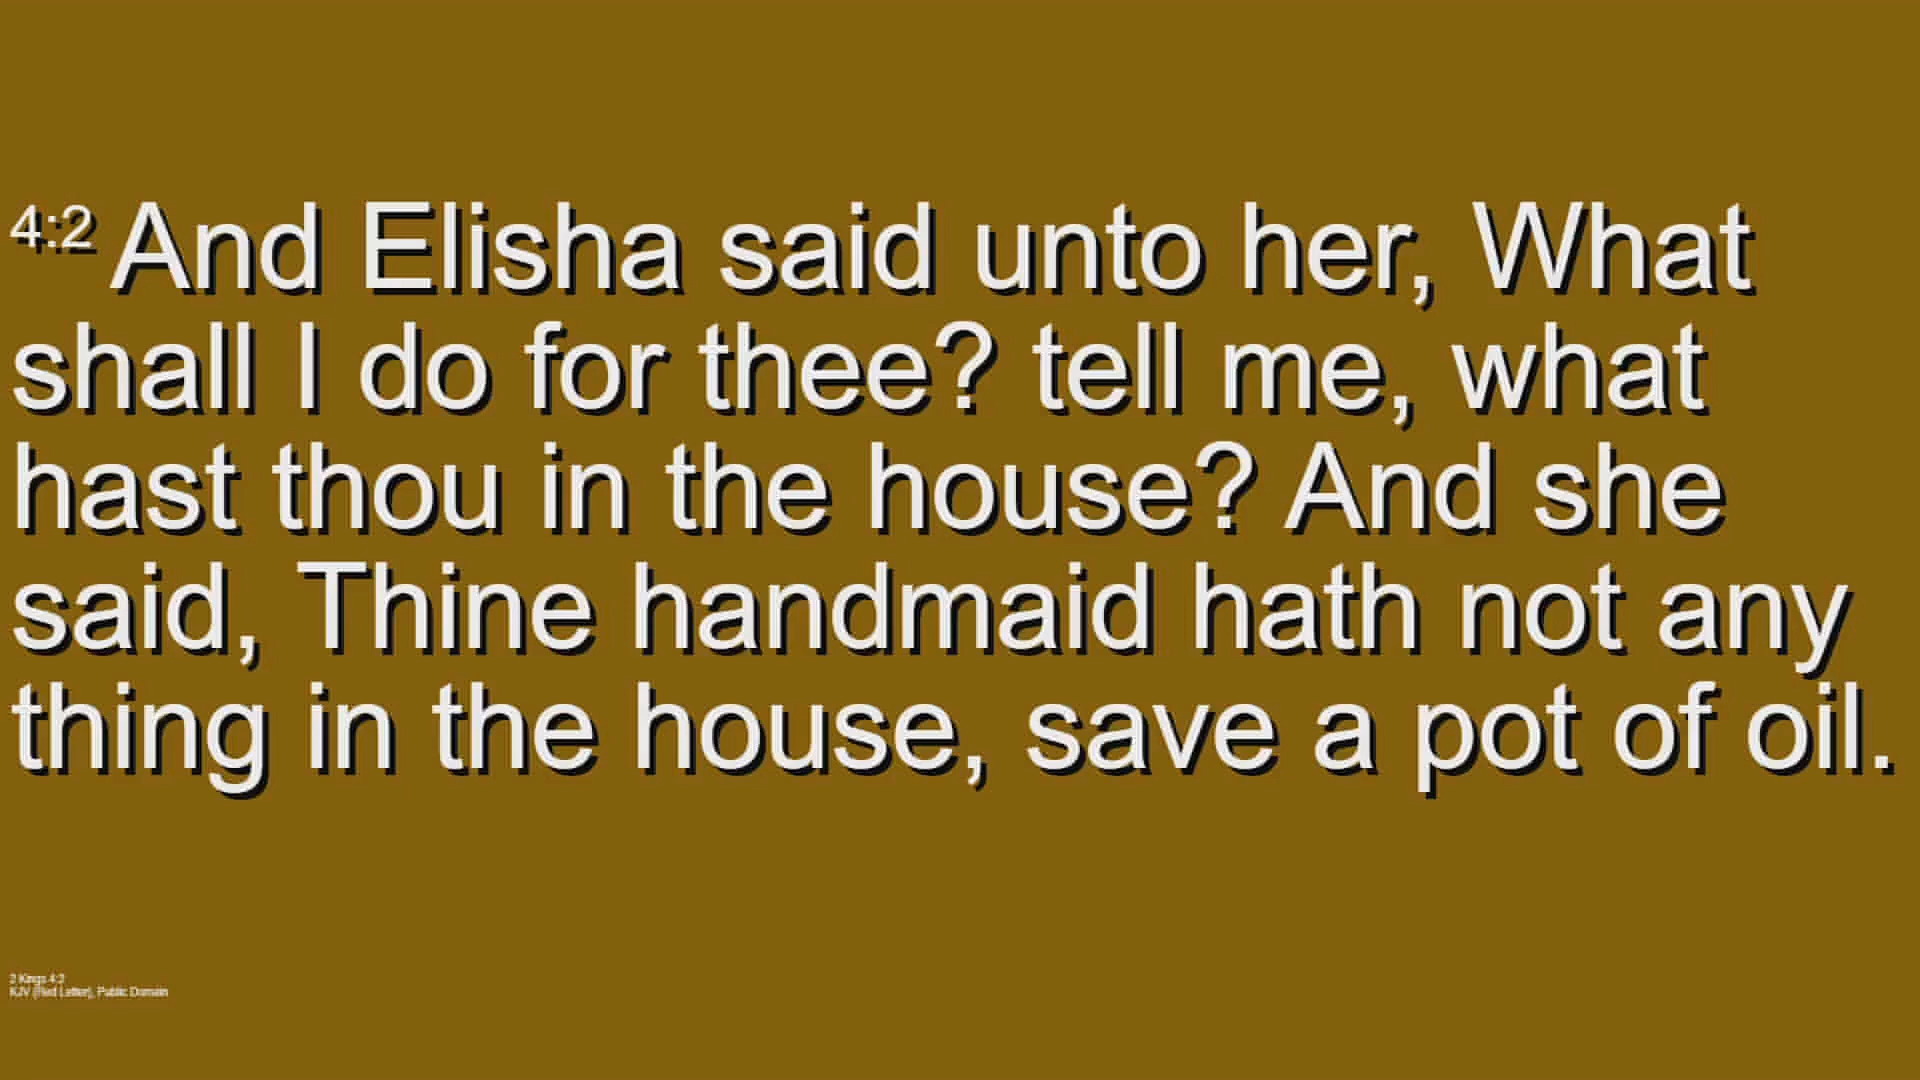 4:2 And Elisha said unto her, What
shall I do for thee? tell me, what
hast thou in the house? And she
said, Thine handmaid hath not any
thing in the house, save a pot of oil.
2 Kings 4:2
KJV (Red Letter), Public Domain